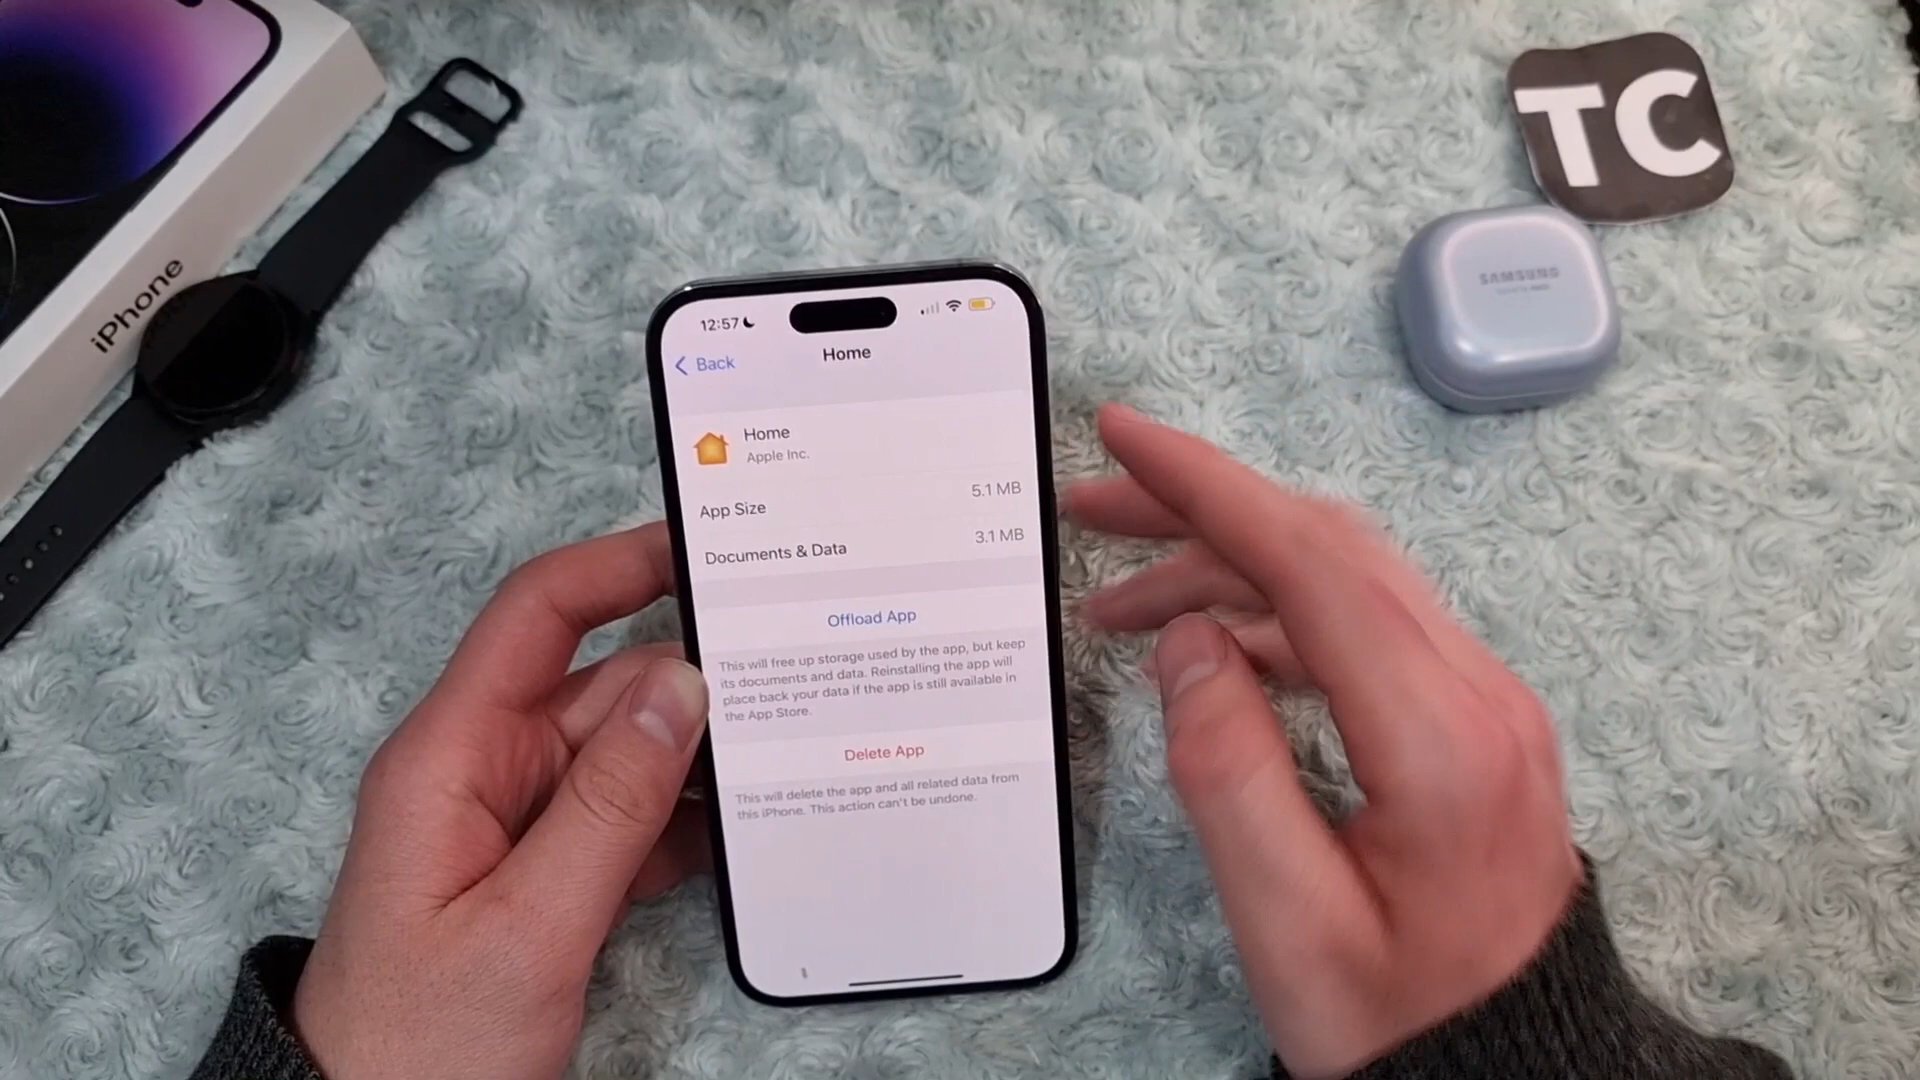 iPhone
TC
SAMSUNG
12:57
Back
Home
Home
Apple Inc.
App Size
5.1 MB
Documents & Data
3.1 MB
Offload App
This will free up storage used by the app, but keep
its documents and data. Reinstalling the app will
place back your data if the app is still available in
the App Store.
Delete App
This will delete the app and all related data from
this iPhone. This action can't be undone.